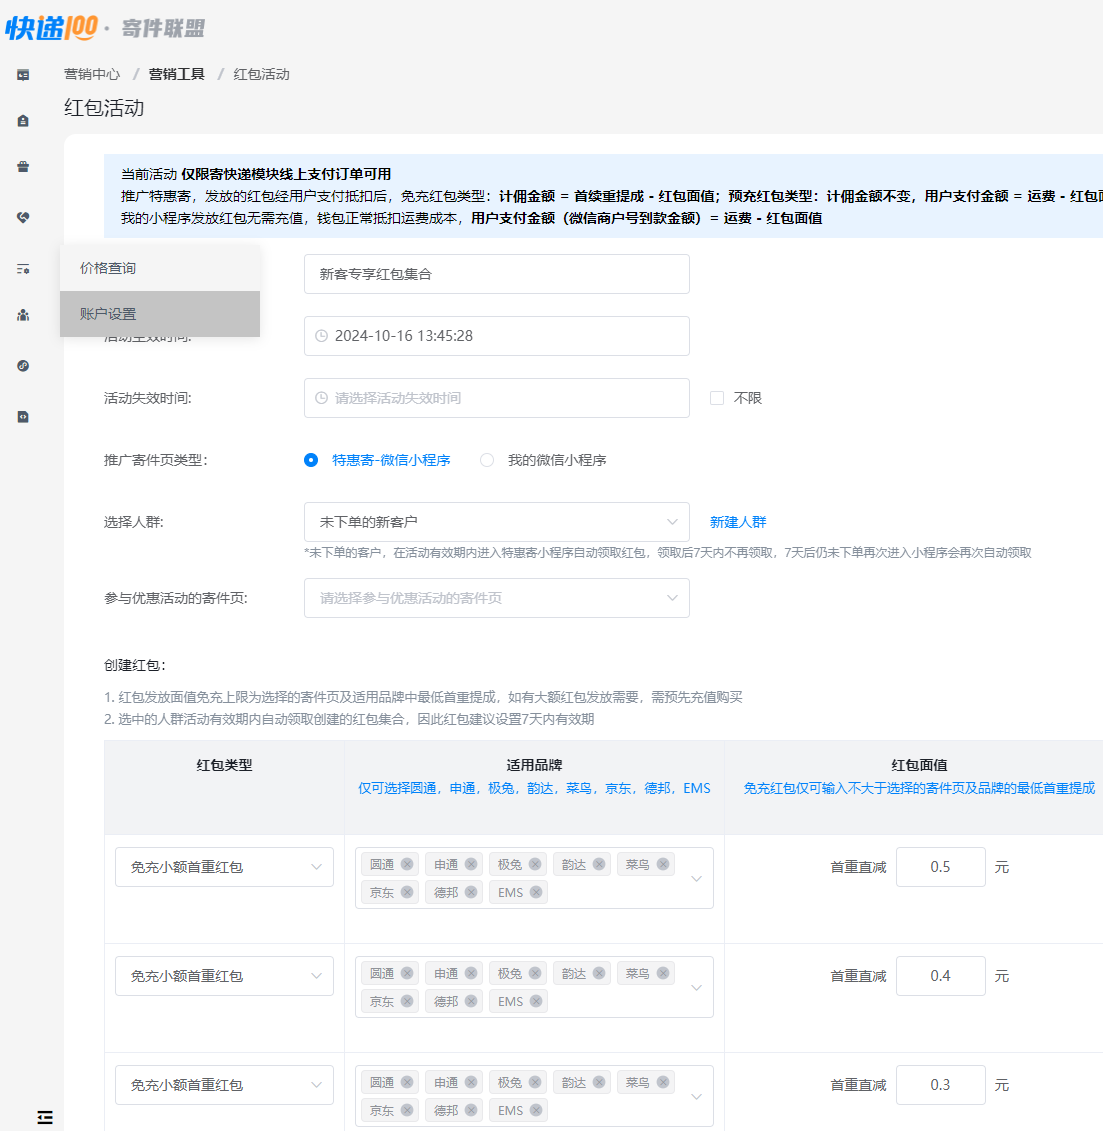 快递100 · 寄件联盟
营销中心 / 营销工具 / 红包活动
红包活动
当前活动 仅限寄快递模块线上支付订单可用
推广特惠寄，发放的红包经用户支付抵扣后，免充红包类型：计佣金额 = 首续重提成 - 红包面值；预充红包类型：计佣金额不变，用户支付金额 = 运费 - 红包
我的小程序发放红包无需充值，钱包正常抵扣运费成本，用户支付金额（微信商户号到款金额）= 运费 - 红包面值
价格查询
新客专享红包集合
账户设置
活动生效时间:
2024-10-16 13:45:28
活动失效时间:
请选择活动失效时间
不限
推广寄件页类型：
特惠寄-微信小程序
我的微信小程序
选择人群:
未下单的新客户
新建人群
*未下单的客户，在活动有效期内进入特惠寄小程序自动领取红包，领取后7天内不再领取，7天后仍未下单再次进入小程序会再次自动领取
参与优惠活动的寄件页:
请选择参与优惠活动的寄件页
创建红包：
1. 红包发放面值免充上限为选择的寄件页及适用品牌中最低首重提成，如有大额红包发放需要，需预先充值购买
2. 选中的人群活动有效期内自动领取创建的红包集合，因此红包建议设置7天内有效期
红包类型
适用品牌
红包面值
仅可选择圆通，申通，极兔，韵达，菜鸟，京东，德邦，EMS
免充红包仅可输入不大于选择的寄件页及品牌的最低首重提成
免充小额首重红包
圆通 申通 极兔 韵达 菜鸟
京东 德邦 EMS
首重直减 0.5 元
免充小额首重红包
圆通 申通 极兔 韵达 菜鸟
京东 德邦 EMS
首重直减 0.4 元
免充小额首重红包
圆通 申通 极兔 韵达 菜鸟
京东 德邦 EMS
首重直减 0.3 元